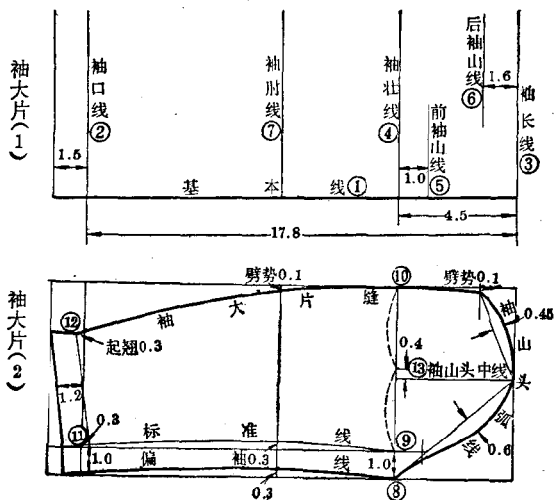 袖大片(1)
袖口线②
袖肘线⑦
袖壮线④
后袖山线⑥
1.6
袖长线③
前袖山线⑤
1.5
1.0
基本线①
4.5
17.8
袖大片(2)
劈势0.1
⑩
劈势0.1
袖大片缝
⑫
起翘0.3
0.45
袖山头弧线
0.4
⑬
袖山头中线
1.2
⑪
0.3
标准线
⑨
1.0
偏袖0.3线
1.0
0.6
0.3
⑧